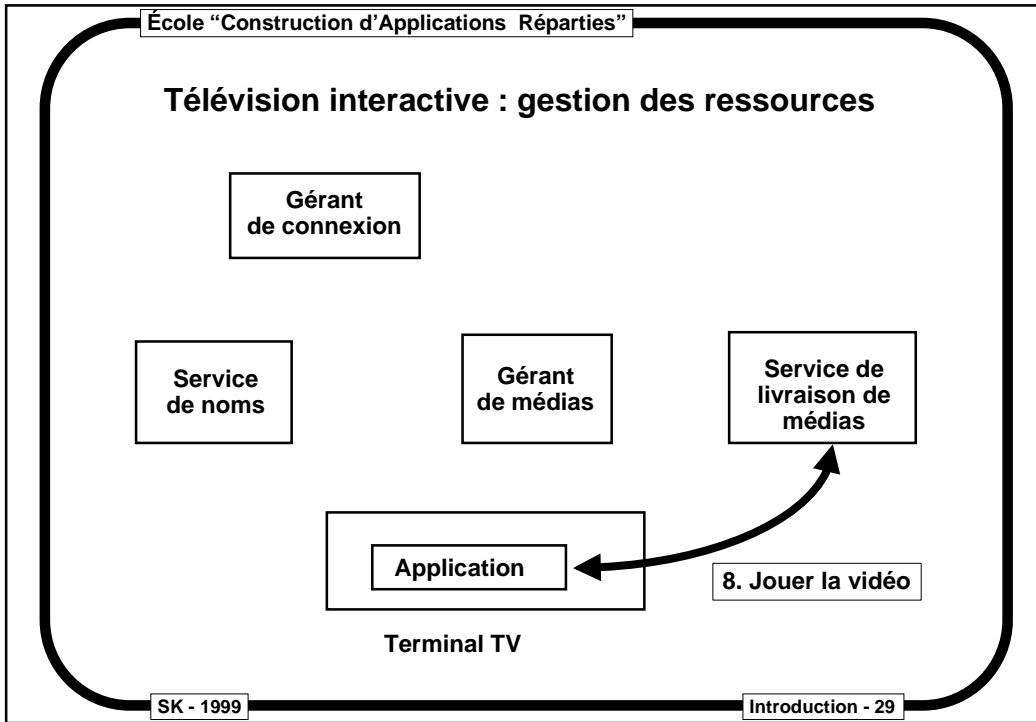 École “Construction d’Applications  Réparties”
Télévision interactive : gestion des ressources
Gérant
de connexion
Service
de noms
Gérant
de médias
Service de
livraison de
médias
Application
8. Jouer la vidéo
Terminal TV
SK - 1999
Introduction - 29